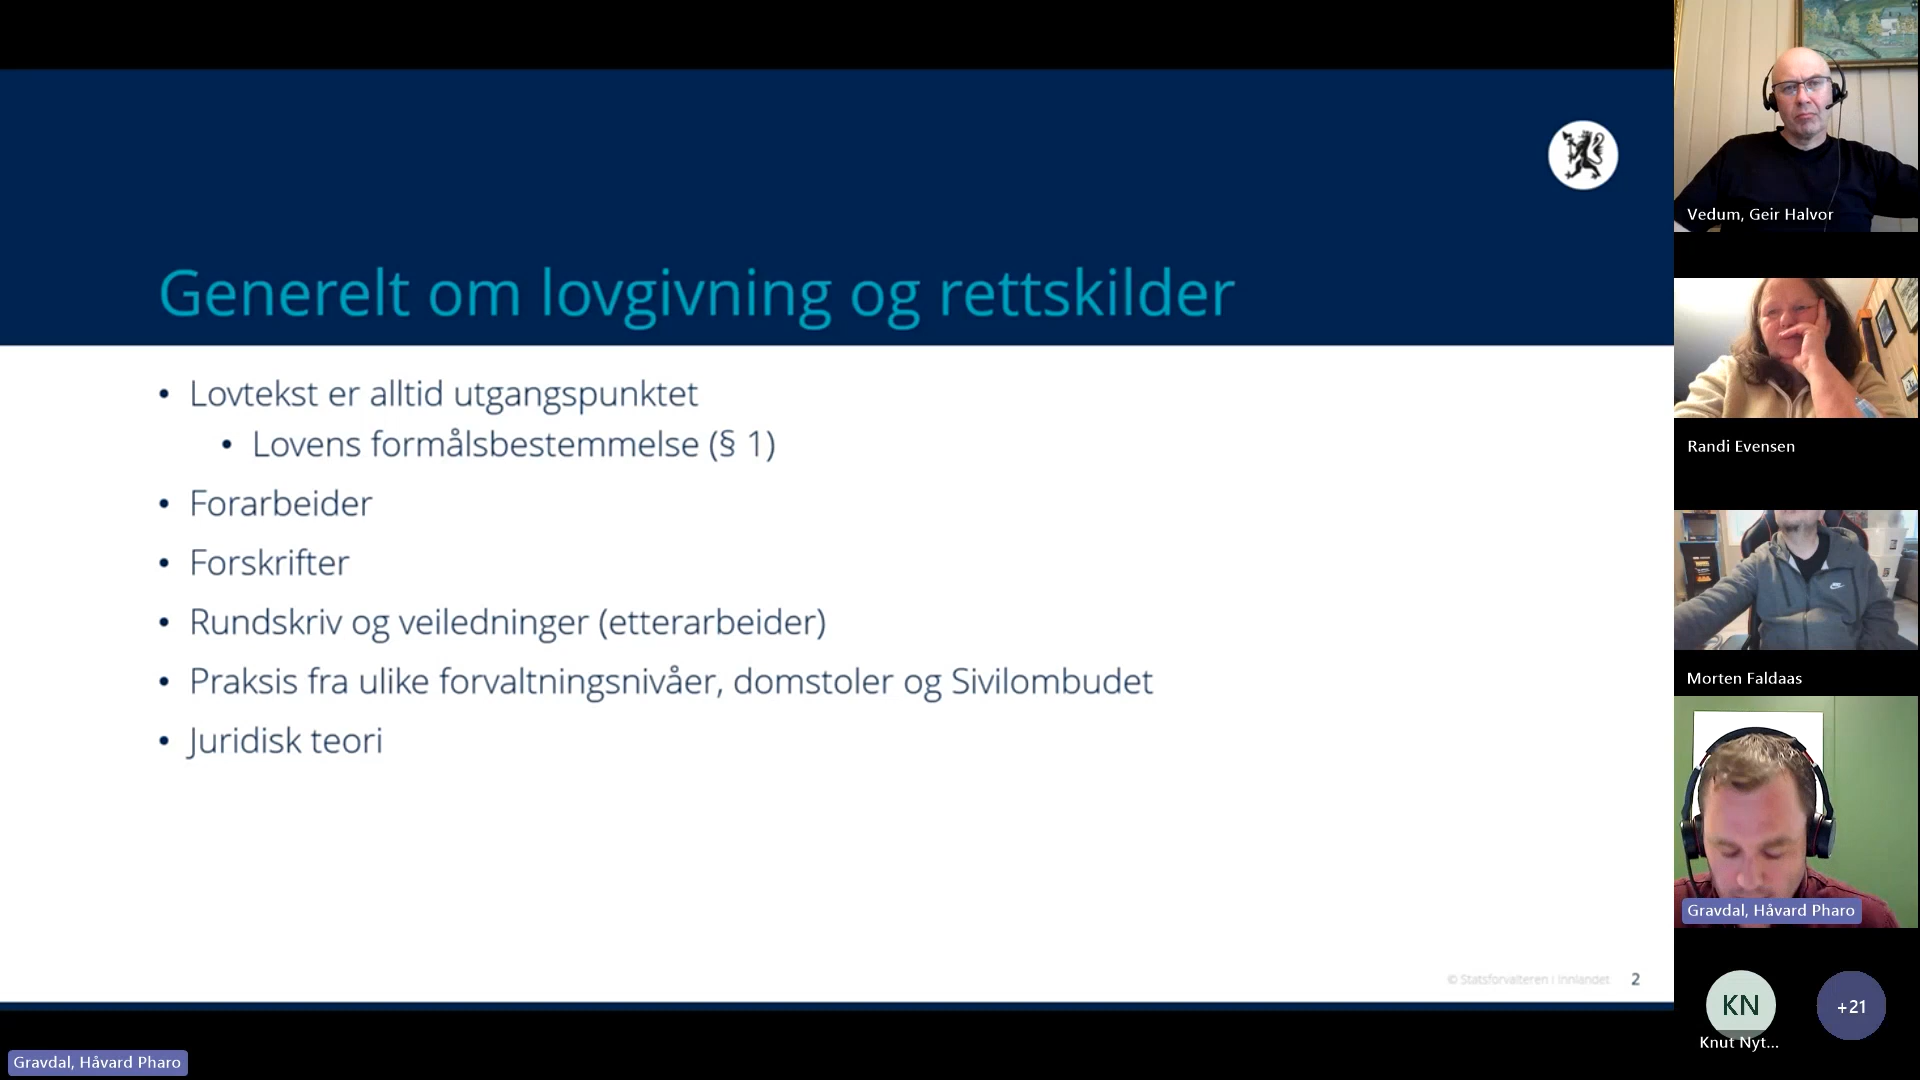 Generelt om lovgivning og rettskilder
• Lovtekst er alltid utgangspunktet
• Lovens formålsbestemmelse (§ 1)
• Forarbeider
• Forskrifter
• Rundskriv og veiledninger (etterarbeider)
• Praksis fra ulike forvaltningsnivåer, domstoler og Sivilombudet
• Juridisk teori
© Statsforvalteren i Innlandet 2
Gravdal, Håvard Pharo
Vedum, Geir Halvor
Randi Evensen
Morten Faldaas
Gravdal, Håvard Pharo
KN
+21
Knut Nyt...